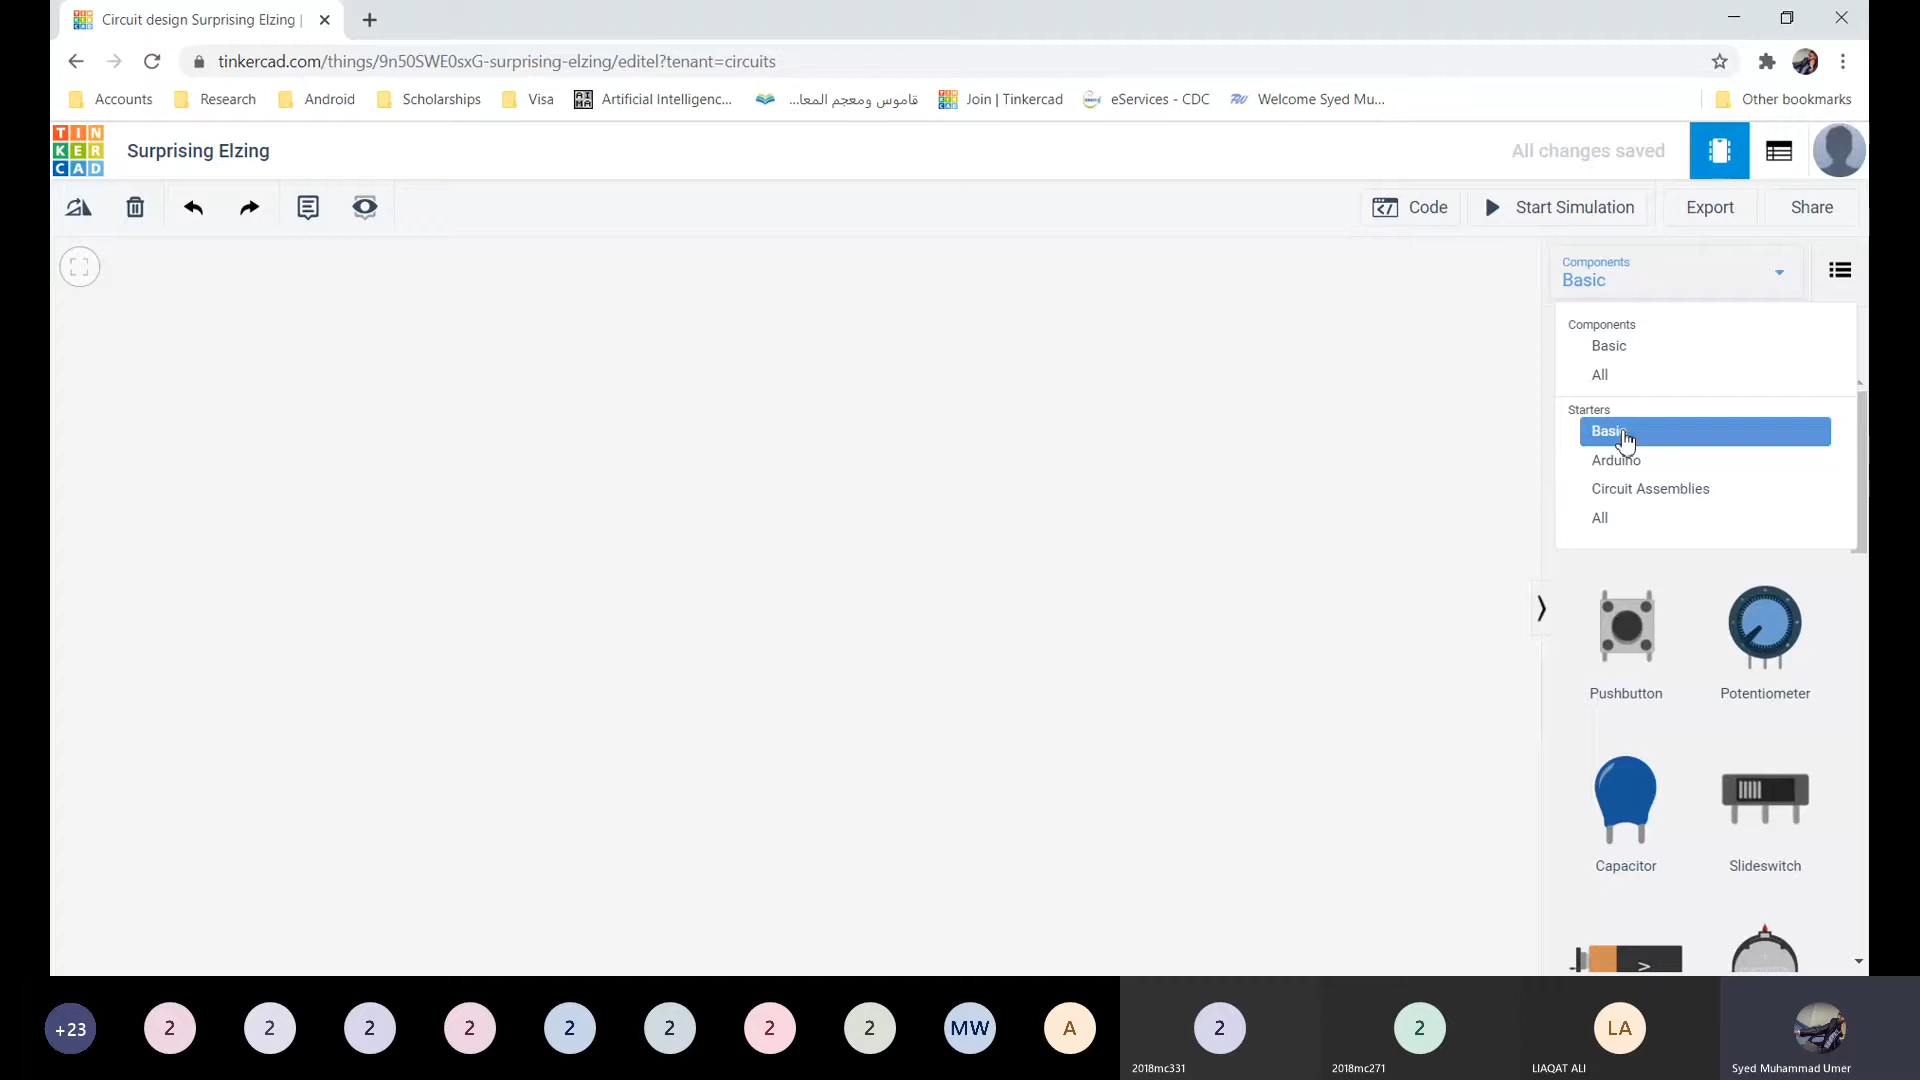 Circuit design Surprising Elzing |
tinkercad.com/things/9n50SWE0sxG-surprising-elzing/editel?tenant=circuits
Accounts
Research
Android
Scholarships
Visa
Artificial Intelligenc...
قاموس ومعجم المعا...
Join | Tinkercad
eServices - CDC
Welcome Syed Mu...
Other bookmarks
TIN
KER
CAD
Surprising Elzing
All changes saved
Code
Start Simulation
Export
Share
Components
Basic
Components
Basic
All
Starters
Basic
Arduino
Circuit Assemblies
All
Pushbutton
Potentiometer
Capacitor
Slideswitch
+23
2
2
2
2
2
2
2
2
MW
A
2
2
LA
2018mc331
2018mc271
LIAQAT ALI
Syed Muhammad Umer